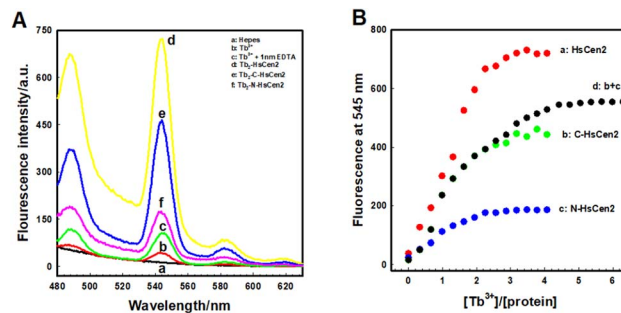 A
Flourescence intensity/a.u.
750
600
450
300
150
0
a: Hepes
b: Tb³⁺
c: Tb³⁺ + 1nm EDTA
d: Tb₂-HsCen2
e: Tb₂-C-HsCen2
f: Tb₂-N-HsCen2
d
e
f
c
b
a
480 500 520 540 560 580 600 620
Wavelength/nm
B
Fluorescence at 545 nm
800
600
400
200
0
a: HsCen2
d: b+c
b: C-HsCen2
c: N-HsCen2
0 1 2 3 4 5 6
[Tb³⁺]/[protein]